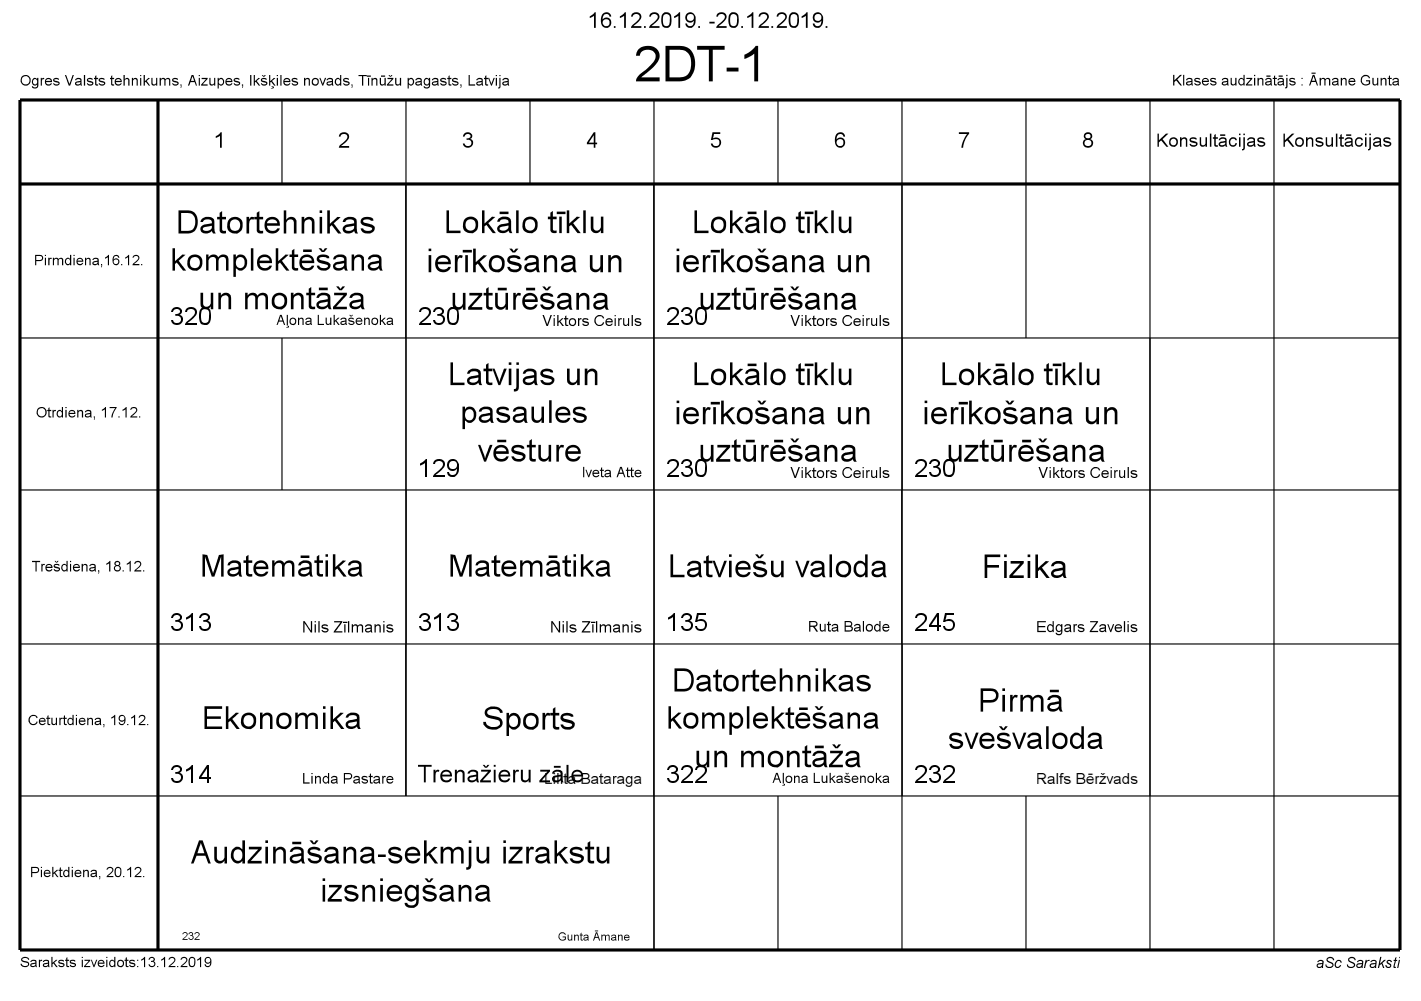 16.12.2019. -20.12.2019.
2DT-1
Ogres Valsts tehnikums, Aizupes, Ikšķiles novads, Tīnūžu pagasts, Latvija
Klases audzinātājs : Āmane Gunta
1 2 3 4 5 6 7 8 Konsultācijas Konsultācijas
Pirmdiena,16.12.
Datortehnikas
komplektēšana
un montāža
320 Aļona Lukašenoka
Lokālo tīklu
ierīkošana un
uztūrēšana
230 Viktors Ceiruls
Lokālo tīklu
ierīkošana un
uztūrēšana
230 Viktors Ceiruls
Otrdiena, 17.12.
Latvijas un
pasaules
vēsture
129 Iveta Atte
Lokālo tīklu
ierīkošana un
uztūrēšana
230 Viktors Ceiruls
Lokālo tīklu
ierīkošana un
uztūrēšana
230 Viktors Ceiruls
Trešdiena, 18.12.
Matemātika
313 Nils Zīlmanis
Matemātika
313 Nils Zīlmanis
Latviešu valoda
135 Ruta Balode
Fizika
245 Edgars Zavelis
Ceturtdiena, 19.12.
Ekonomika
314 Linda Pastare
Sports
Trenažieru zāle Bataraga
Datortehnikas
komplektēšana
un montāža
322 Aļona Lukašenoka
Pirmā
svešvaloda
232 Ralfs Bēržvads
Piektdiena, 20.12.
Audzināšana-sekmju izrakstu
izsniegšana
232 Gunta Āmane
Saraksts izveidots:13.12.2019
aSc Saraksti